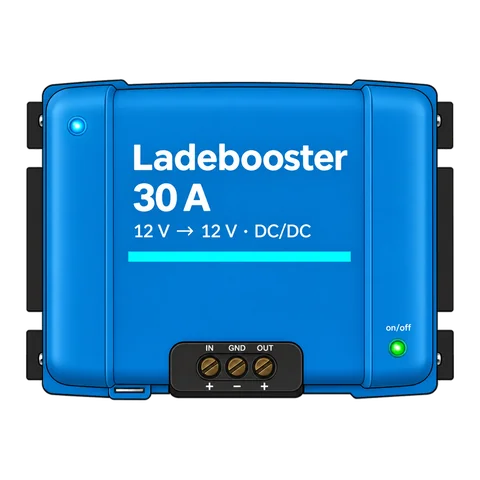 Ladebooster
30 A
12 V → 12 V · DC/DC
on/off
IN GND OUT
+ − +